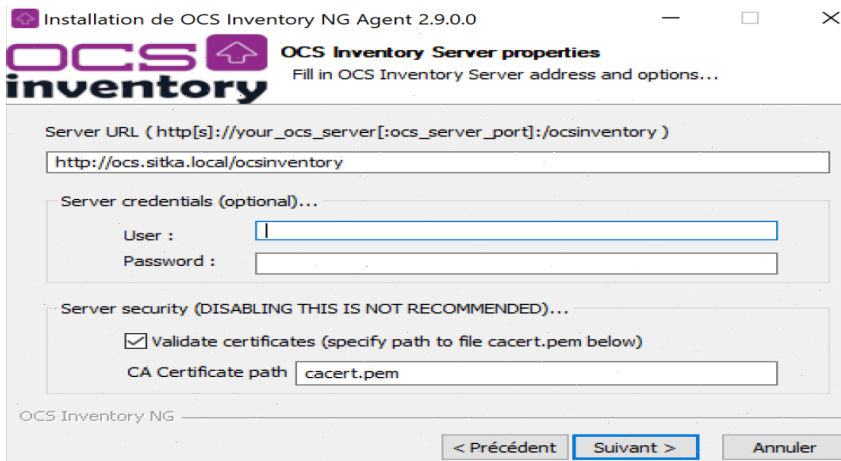 Installation de OCS Inventory NG Agent 2.9.0.0
OCS
inventory
OCS Inventory Server properties
Fill in OCS Inventory Server address and options...
Server URL ( http[s]://your_ocs_server[:ocs_server_port]:/ocsinventory )
http://ocs.sitka.local/ocsinventory
Server credentials (optional)...
User :
Password :
Server security (DISABLING THIS IS NOT RECOMMENDED)...
Validate certificates (specify path to file cacert.pem below)
CA Certificate path cacert.pem
OCS Inventory NG
< Précédent Suivant > Annuler